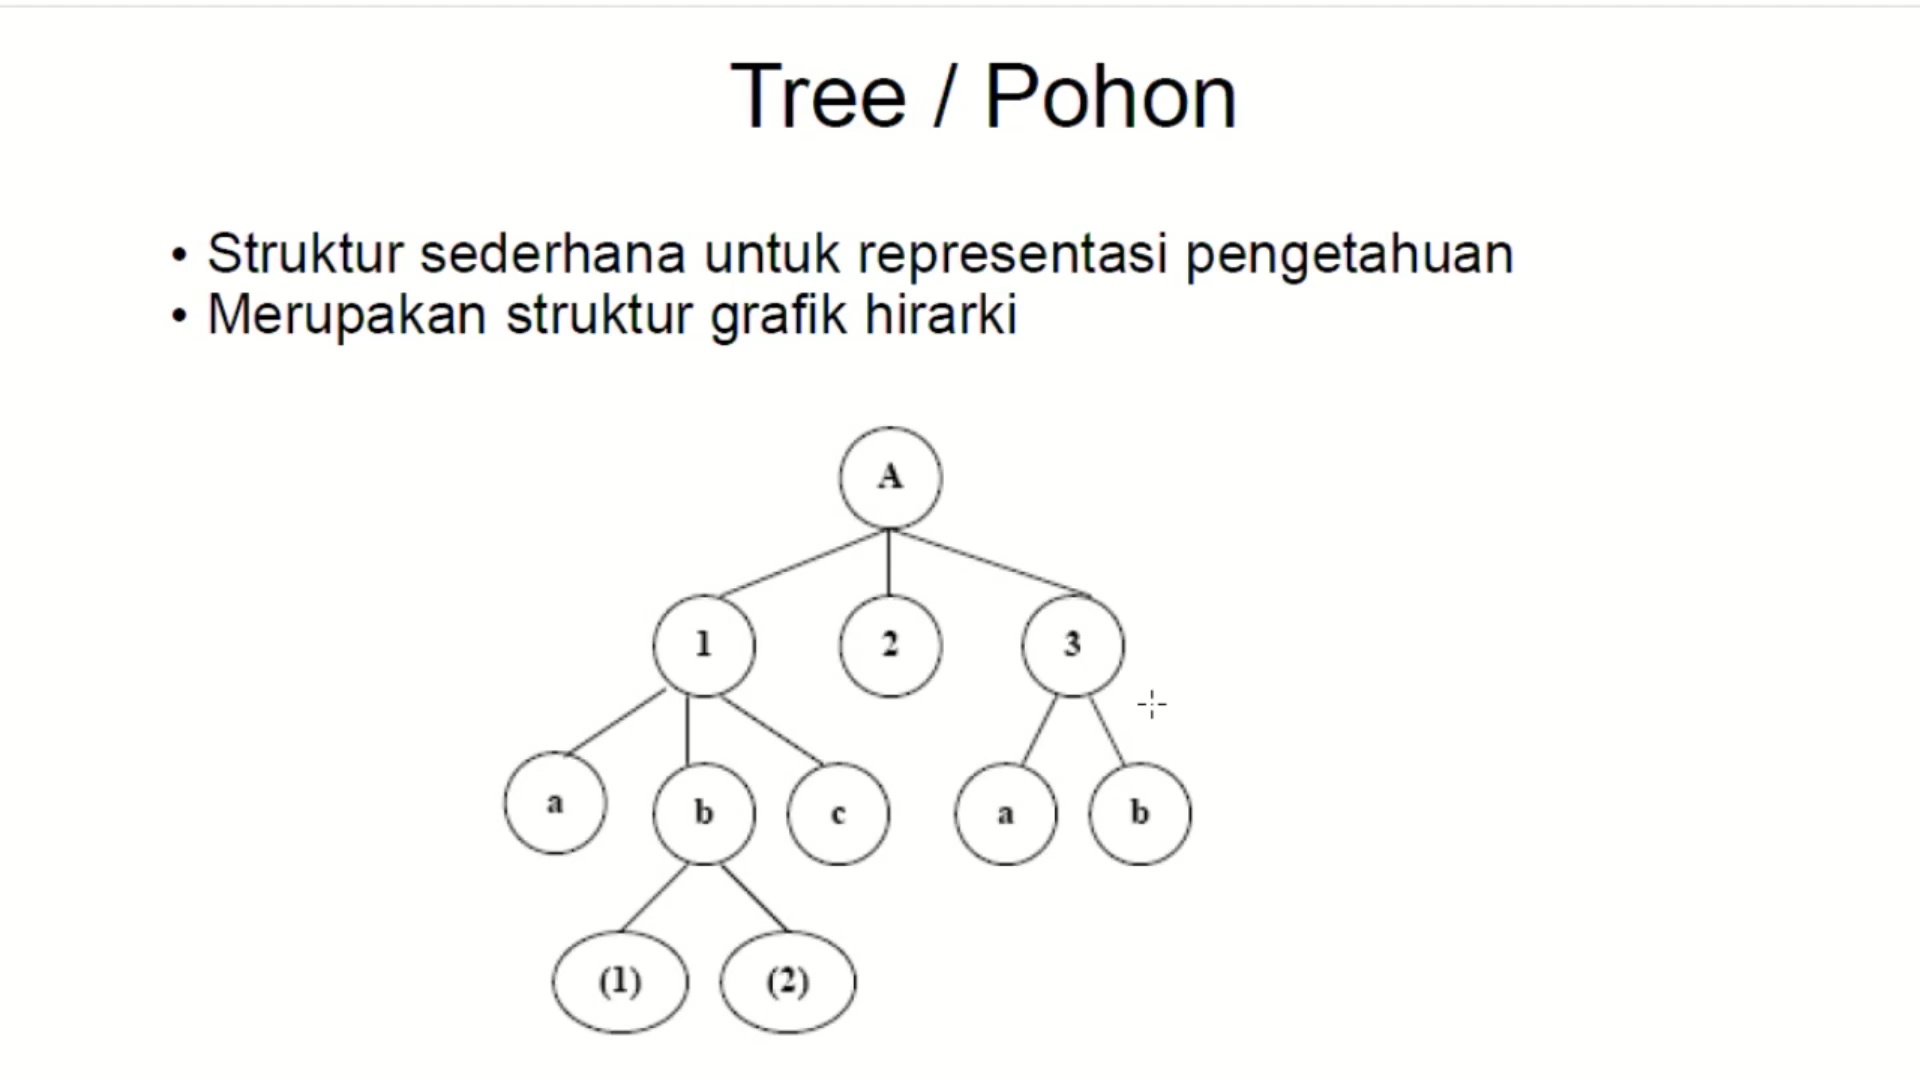 Tree / Pohon
• Struktur sederhana untuk representasi pengetahuan
• Merupakan struktur grafik hirarki
A
1 2 3
a b c a b
(1) (2)